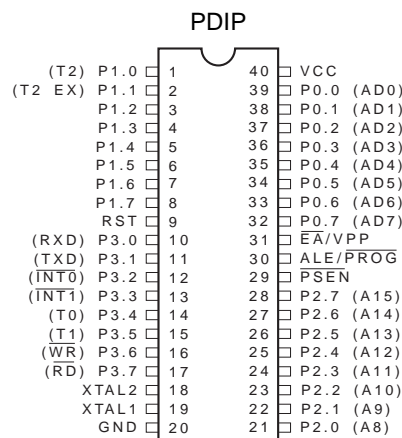 PDIP
(T2) P1.0 1 40 VCC
(T2 EX) P1.1 2 39 P0.0 (AD0)
P1.2 3 38 P0.1 (AD1)
P1.3 4 37 P0.2 (AD2)
P1.4 5 36 P0.3 (AD3)
P1.5 6 35 P0.4 (AD4)
P1.6 7 34 P0.5 (AD5)
P1.7 8 33 P0.6 (AD6)
RST 9 32 P0.7 (AD7)
(RXD) P3.0 10 31 E̅A̅/VPP
(TXD) P3.1 11 30 ALE/P̅R̅O̅G̅
(I̅N̅T̅0̅) P3.2 12 29 P̅S̅E̅N̅
(I̅N̅T̅1̅) P3.3 13 28 P2.7 (A15)
(T0) P3.4 14 27 P2.6 (A14)
(T1) P3.5 15 26 P2.5 (A13)
(W̅R̅) P3.6 16 25 P2.4 (A12)
(R̅D̅) P3.7 17 24 P2.3 (A11)
XTAL2 18 23 P2.2 (A10)
XTAL1 19 22 P2.1 (A9)
GND 20 21 P2.0 (A8)